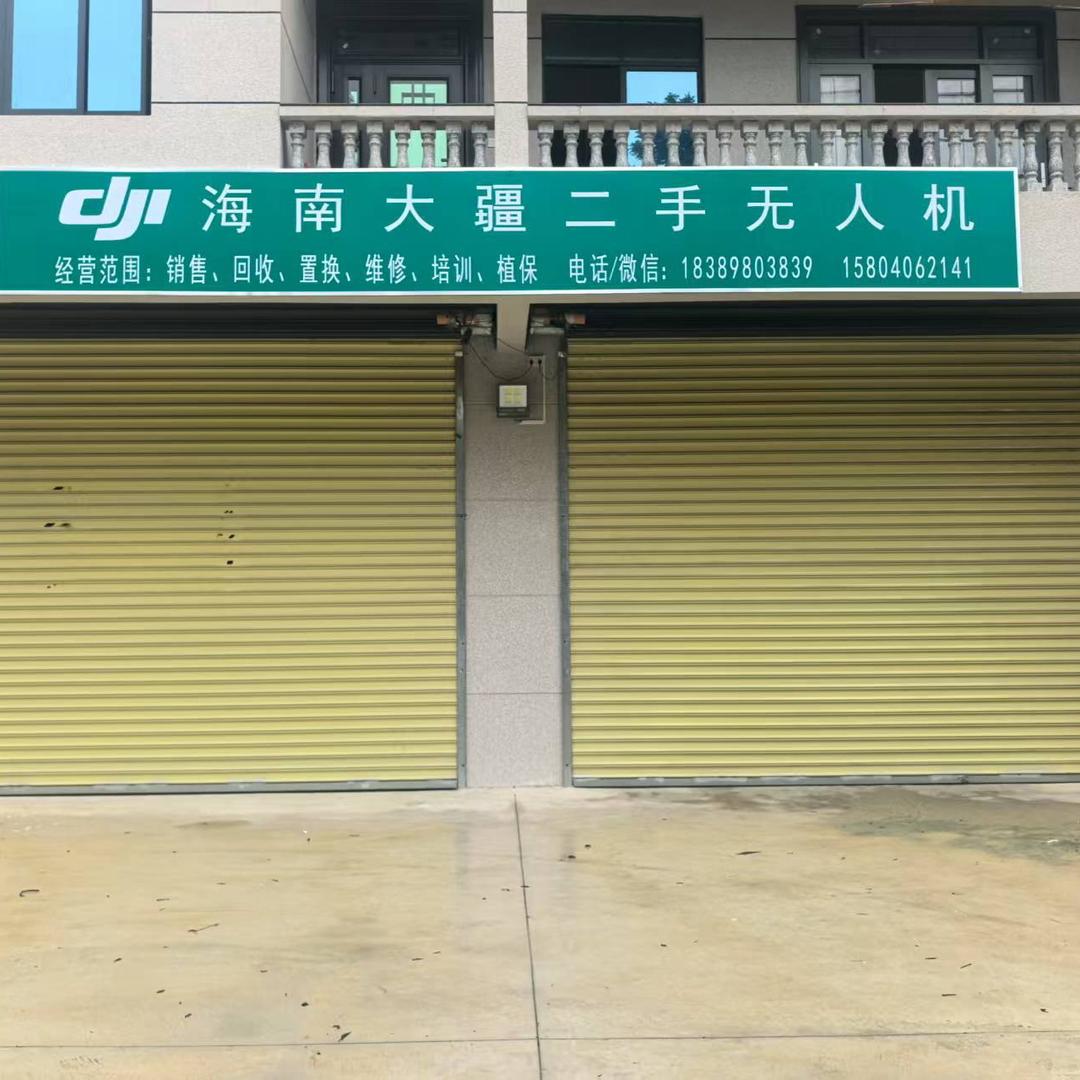 dji 海南大疆二手无人机
经营范围：销售、回收、置换、维修、培训、植保 电话/微信：18389803839 15804062141